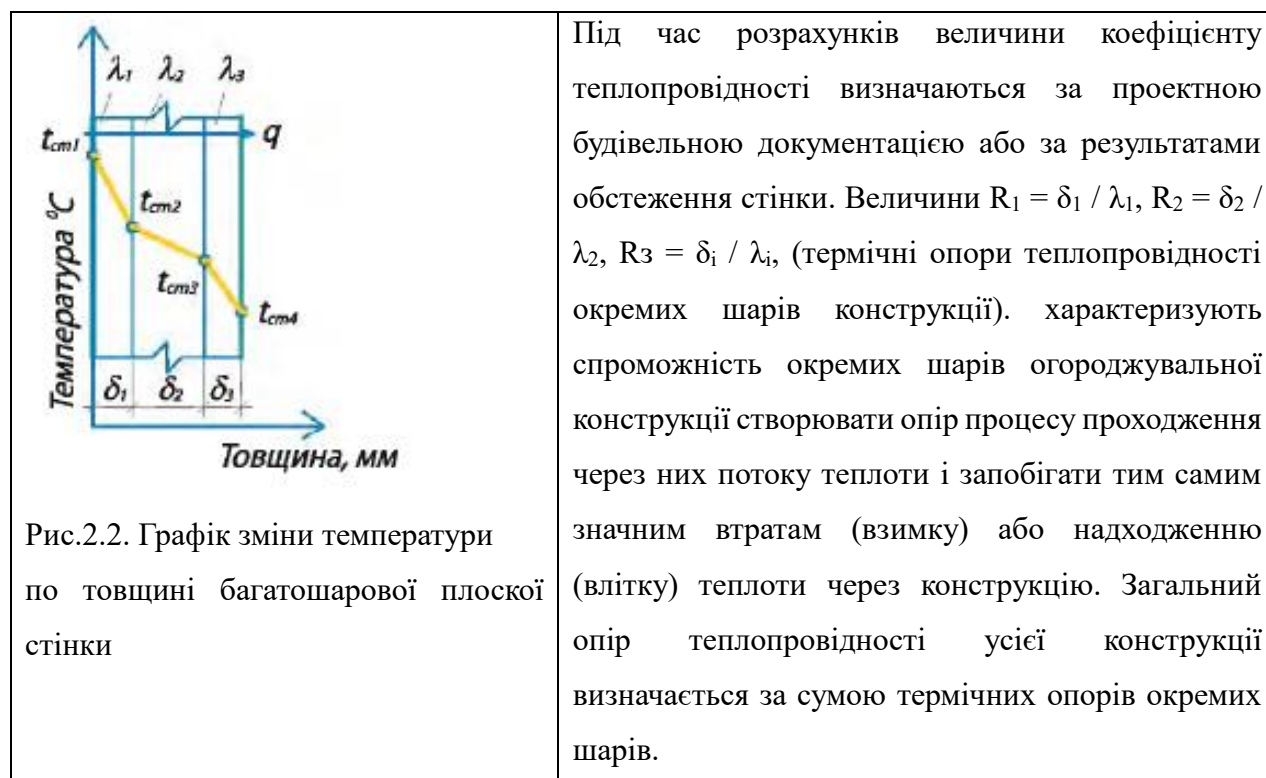 λ₁ λ₂ λ₃
q
tст1
tст2
tст3
tст4
Температура °С
δ₁ δ₂ δ₃
Товщина, мм
Рис.2.2. Графік зміни температури
по товщині багатошарової плоскої
стінки
Під час розрахунків величини коефіцієнту
теплопровідності визначаються за проектною
будівельною документацією або за результатами
обстеження стінки. Величини R₁ = δ₁ / λ₁, R₂ = δ₂ /
λ₂, Rз = δᵢ / λᵢ, (термічні опори теплопровідності
окремих шарів конструкції). характеризують
спроможність окремих шарів огороджувальної
конструкції створювати опір процесу проходження
через них потоку теплоти і запобігати тим самим
значним втратам (взимку) або надходженню
(влітку) теплоти через конструкцію. Загальний
опір теплопровідності усієї конструкції
визначається за сумою термічних опорів окремих
шарів.